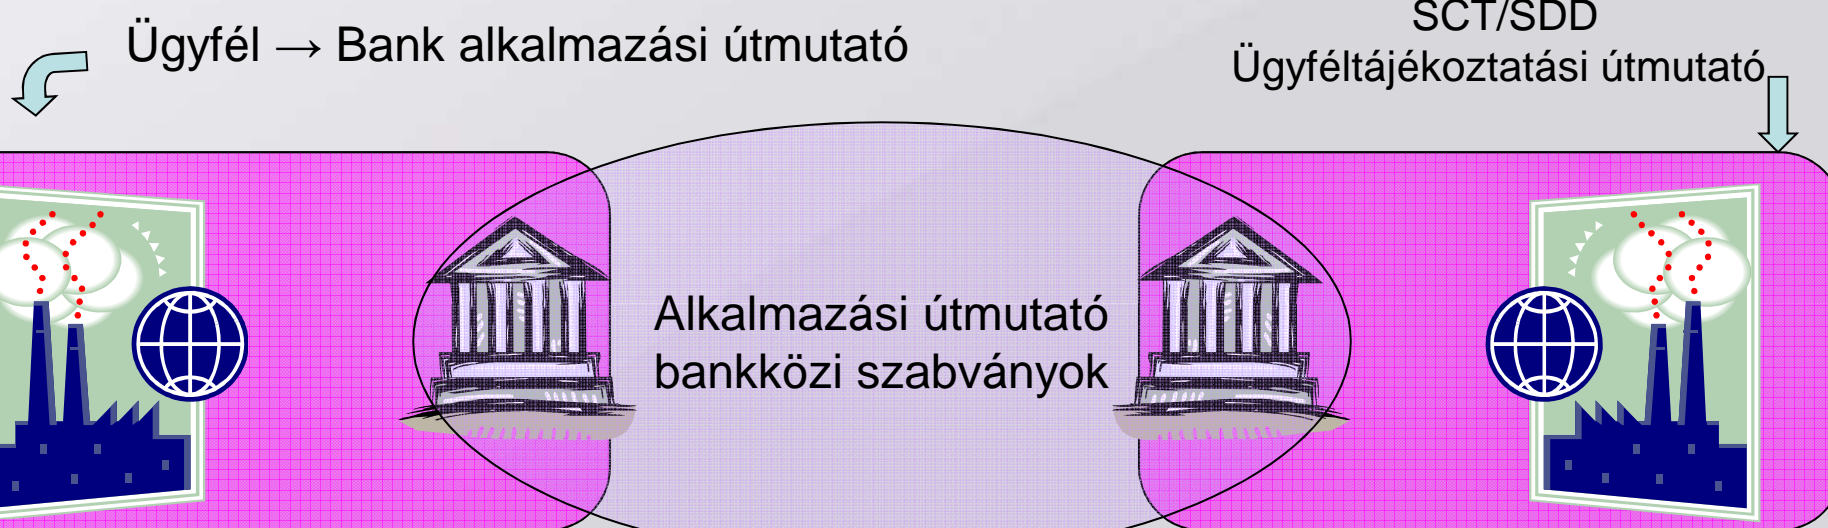 Ügyfél → Bank alkalmazási útmutató
SCT/SDD
Ügyféltájékoztatási útmutató
Alkalmazási útmutató
bankközi szabványok